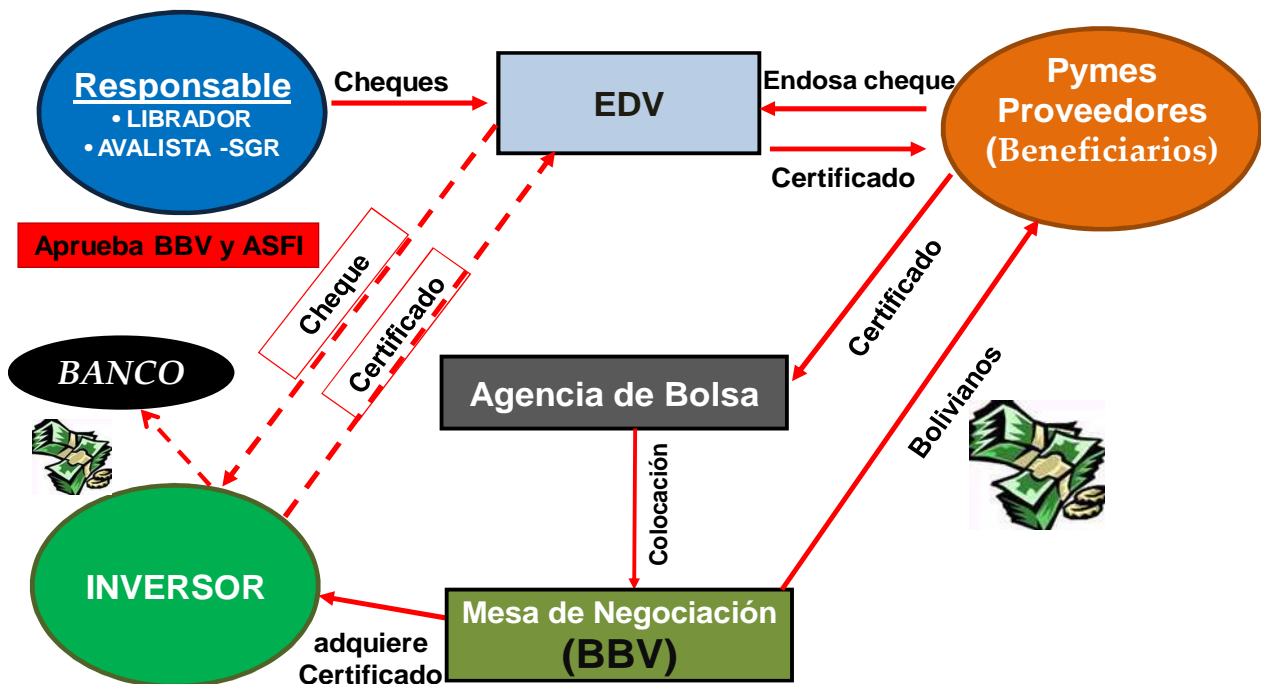 Responsable
• LIBRADOR
• AVALISTA -SGR
Cheques
EDV
Endosa cheque
Certificado
Pymes
Proveedores
(Beneficiarios)
Aprueba BBV y ASFI
Cheque
Certificado
Certificado
BANCO
Agencia de Bolsa
Bolivianos
Colocación
INVERSOR
adquiere
Certificado
Mesa de Negociación
(BBV)